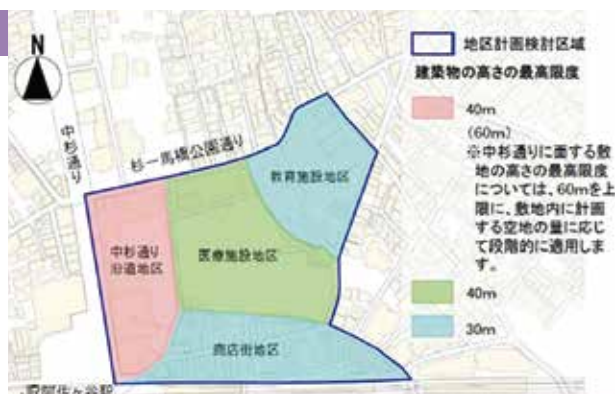 N
中杉通り
杉一馬橋公園通り
教育施設地区
中杉通り
沿道地区
医療施設地区
商店街地区
地区計画検討区域
建築物の高さの最高限度
40m
(60m)
※中杉通りに面する敷
地の高さの最高限度
については、60mを上
限に、敷地内に計画
する空地の量に応じ
て段階的に適用しま
す。
40m
30m